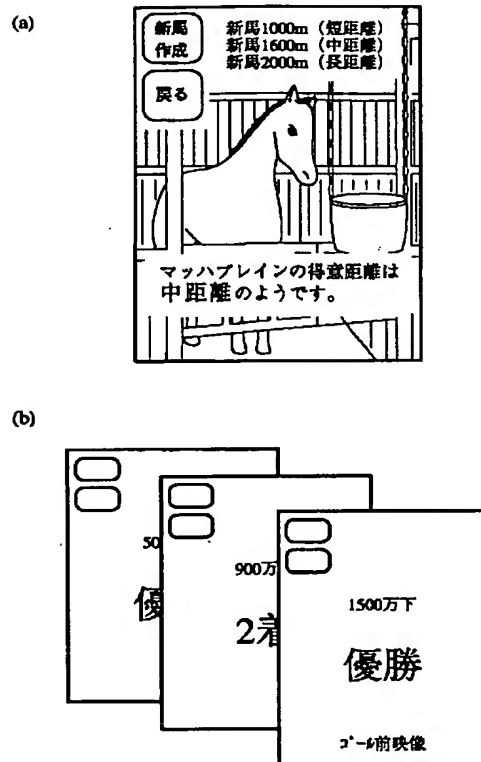 (a)
新馬
作成
戻る
新馬1000m(短距離)
新馬1600m(中距離)
新馬2000m(長距離)
マッハブレインの得意距離は
中距離のようです。
(b)
50
優
900万
2着
1500万下
優勝
ゴール前映像